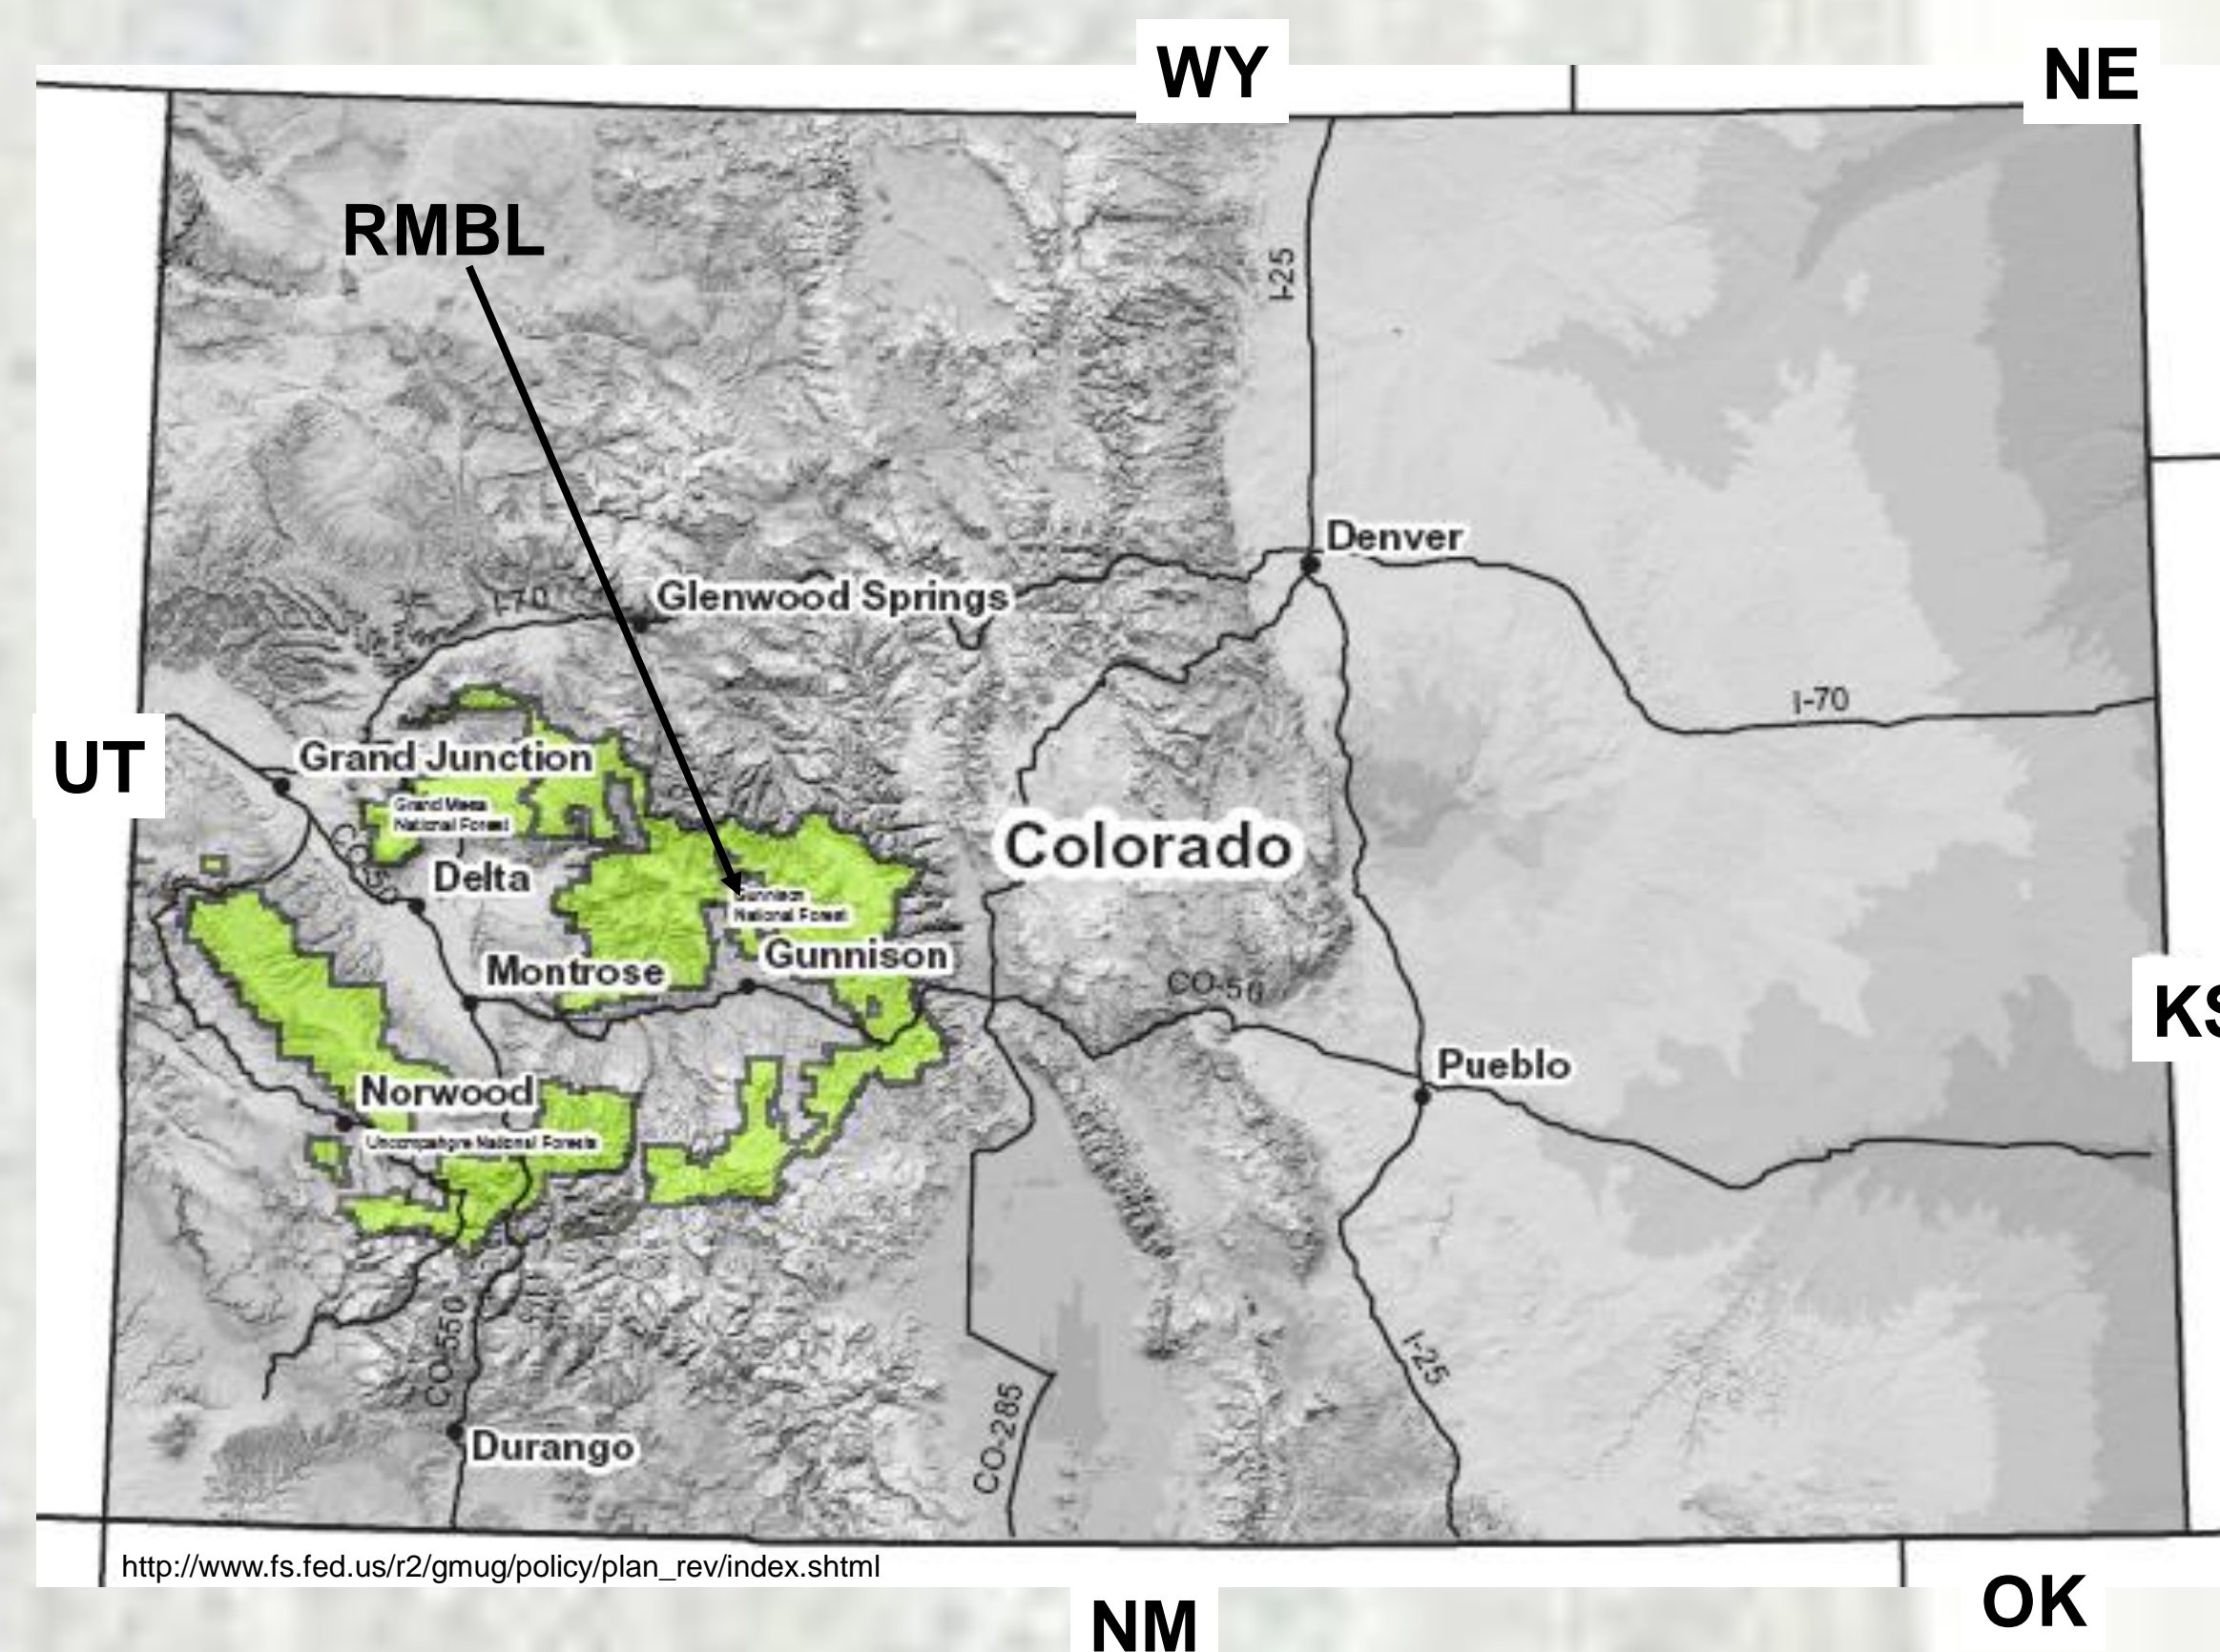 WY
NE
RMBL
I-25
Denver
Glenwood Springs
I-70
I-70
UT
Grand Junction
Grand Mesa
National Forest
Colorado
Delta
Gunnison
National Forest
Gunnison
Montrose
CO-50
KS
Pueblo
Norwood
Uncompahgre National Forests
CO-550
I-25
CO-285
Durango
http://www.fs.fed.us/r2/gmug/policy/plan_rev/index.shtml
NM
OK